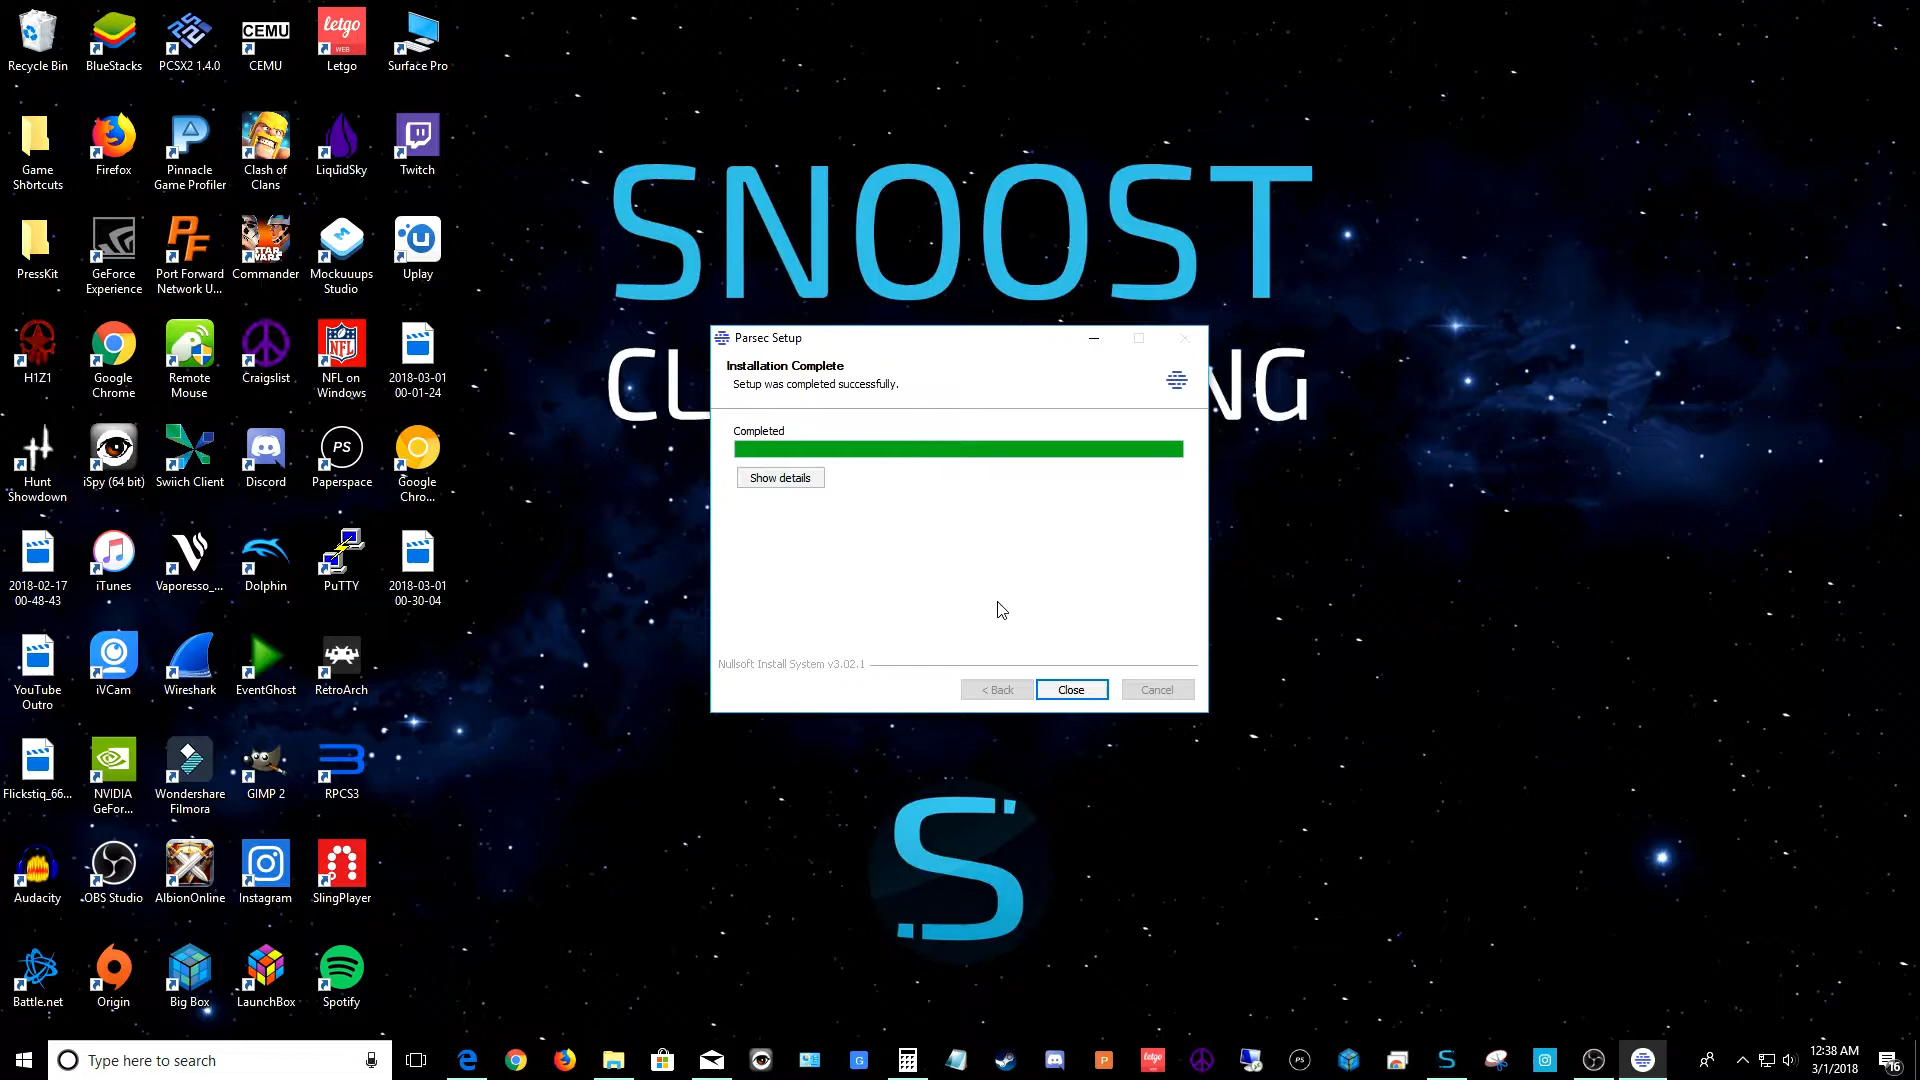 Recycle Bin
BlueStacks
PCSX2 1.4.0
CEMU
CEMU
letgo
WEB
Letgo
Surface Pro
Game
Shortcuts
Firefox
Pinnacle
Game Profiler
Clash of
Clans
LiquidSky
Twitch
PressKit
GeForce
Experience
PF
Port Forward
Network U...
STAR
WARS
Commander
Mockuuups
Studio
Uplay
H1Z1
Google
Chrome
Remote
Mouse
Craigslist
NFL
NFL on
Windows
2018-03-01
00-01-24
Hunt
Showdown
iSpy (64 bit)
Swiich Client
Discord
PS
Paperspace
Google
Chro...
2018-02-17
00-48-43
iTunes
Vaporesso_...
Dolphin
PuTTY
2018-03-01
00-30-04
YouTube
Outro
iVCam
Wireshark
EventGhost
RetroArch
Flickstiq_66...
NVIDIA
GeFor...
Wondershare
Filmora
GIMP 2
RPCS3
Audacity
OBS Studio
AlbionOnline
Instagram
SlingPlayer
Battle.net
Origin
Big Box
LaunchBox
Spotify
SNOOST
CL
NG
Parsec Setup
Installation Complete
Setup was completed successfully.
Completed
Show details
Nullsoft Install System v3.02.1
< Back
Close
Cancel
S
Type here to search
letgo
PS
S
12:38 AM
3/1/2018
16